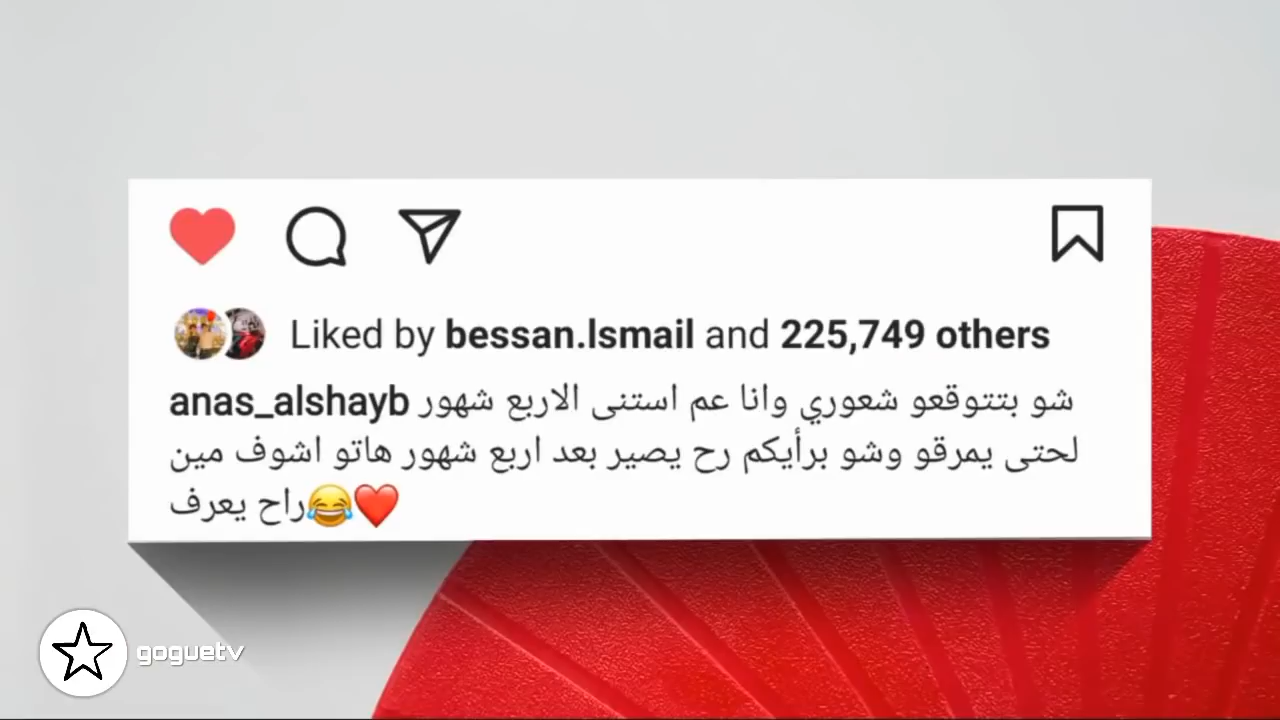 Liked by bessan.Ismail and 225,749 others
anas_alshayb شو بتتوقعو شعوري وانا عم استنى الاربع شهور
لحتى يمرقو وشو برأيكم رح يصير بعد اربع شهور هاتو اشوف مين
راح يعرف😂❤️
goguetv